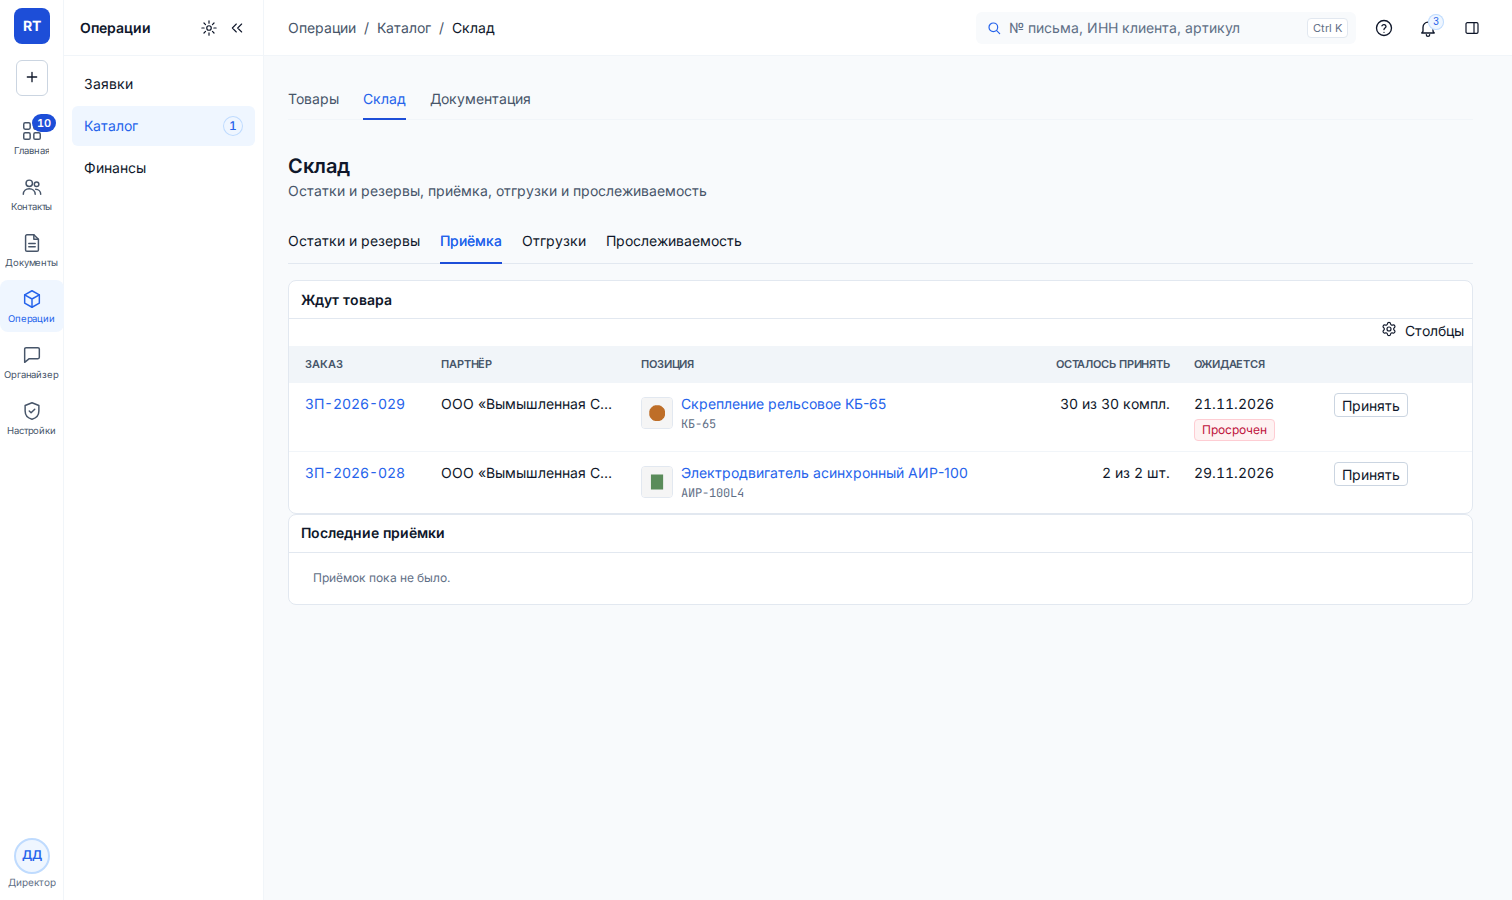 RT
Операции
Операции / Каталог / Склад
№ письма, ИНН клиента, артикул
Ctrl K
3
10
Главная
Контакты
Документы
Операции
Органайзер
Настройки
ДД
Директор
Заявки
Каталог 1
Финансы
Товары Склад Документация
Склад
Остатки и резервы, приёмка, отгрузки и прослеживаемость
Остатки и резервы Приёмка Отгрузки Прослеживаемость
Ждут товара
Столбцы
ЗАКАЗ ПАРТНЁР ПОЗИЦИЯ ОСТАЛОСЬ ПРИНЯТЬ ОЖИДАЕТСЯ
ЗП-2026-029 ООО «Вымышленная С... Скрепление рельсовое КБ-65 30 из 30 компл. 21.11.2026 Принять
КБ-65 Просрочен
ЗП-2026-028 ООО «Вымышленная С... Электродвигатель асинхронный АИР-100 2 из 2 шт. 29.11.2026 Принять
АИР-100L4
Последние приёмки
Приёмок пока не было.